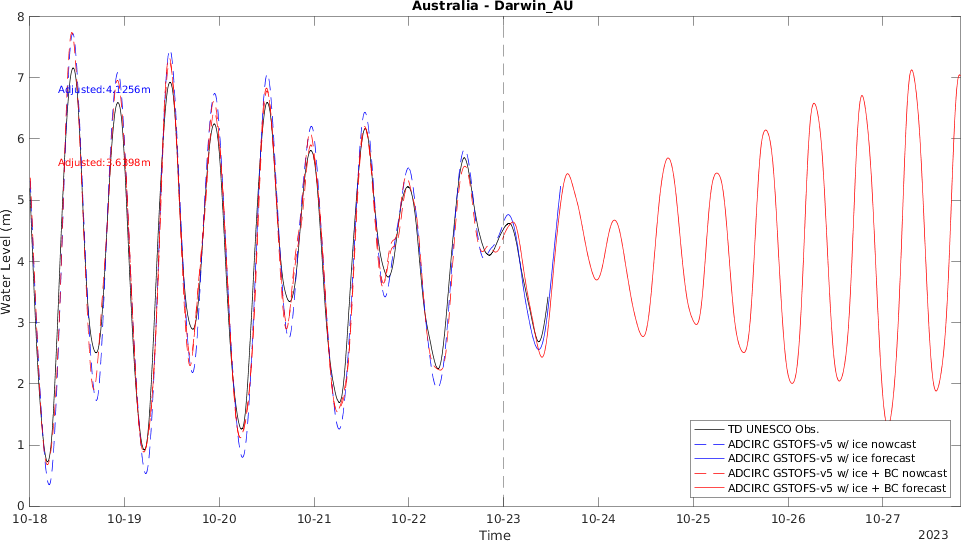 Australia - Darwin_AU
8
7
6
5
4
3
2
1
0
Water Level (m)
Adjusted:4.1256m
Adjusted:3.6398m
TD UNESCO Obs.
ADCIRC GSTOFS-v5 w/ ice nowcast
ADCIRC GSTOFS-v5 w/ ice forecast
ADCIRC GSTOFS-v5 w/ ice + BC nowcast
ADCIRC GSTOFS-v5 w/ ice + BC forecast
10-18 10-19 10-20 10-21 10-22 10-23 10-24 10-25 10-26 10-27
Time
2023